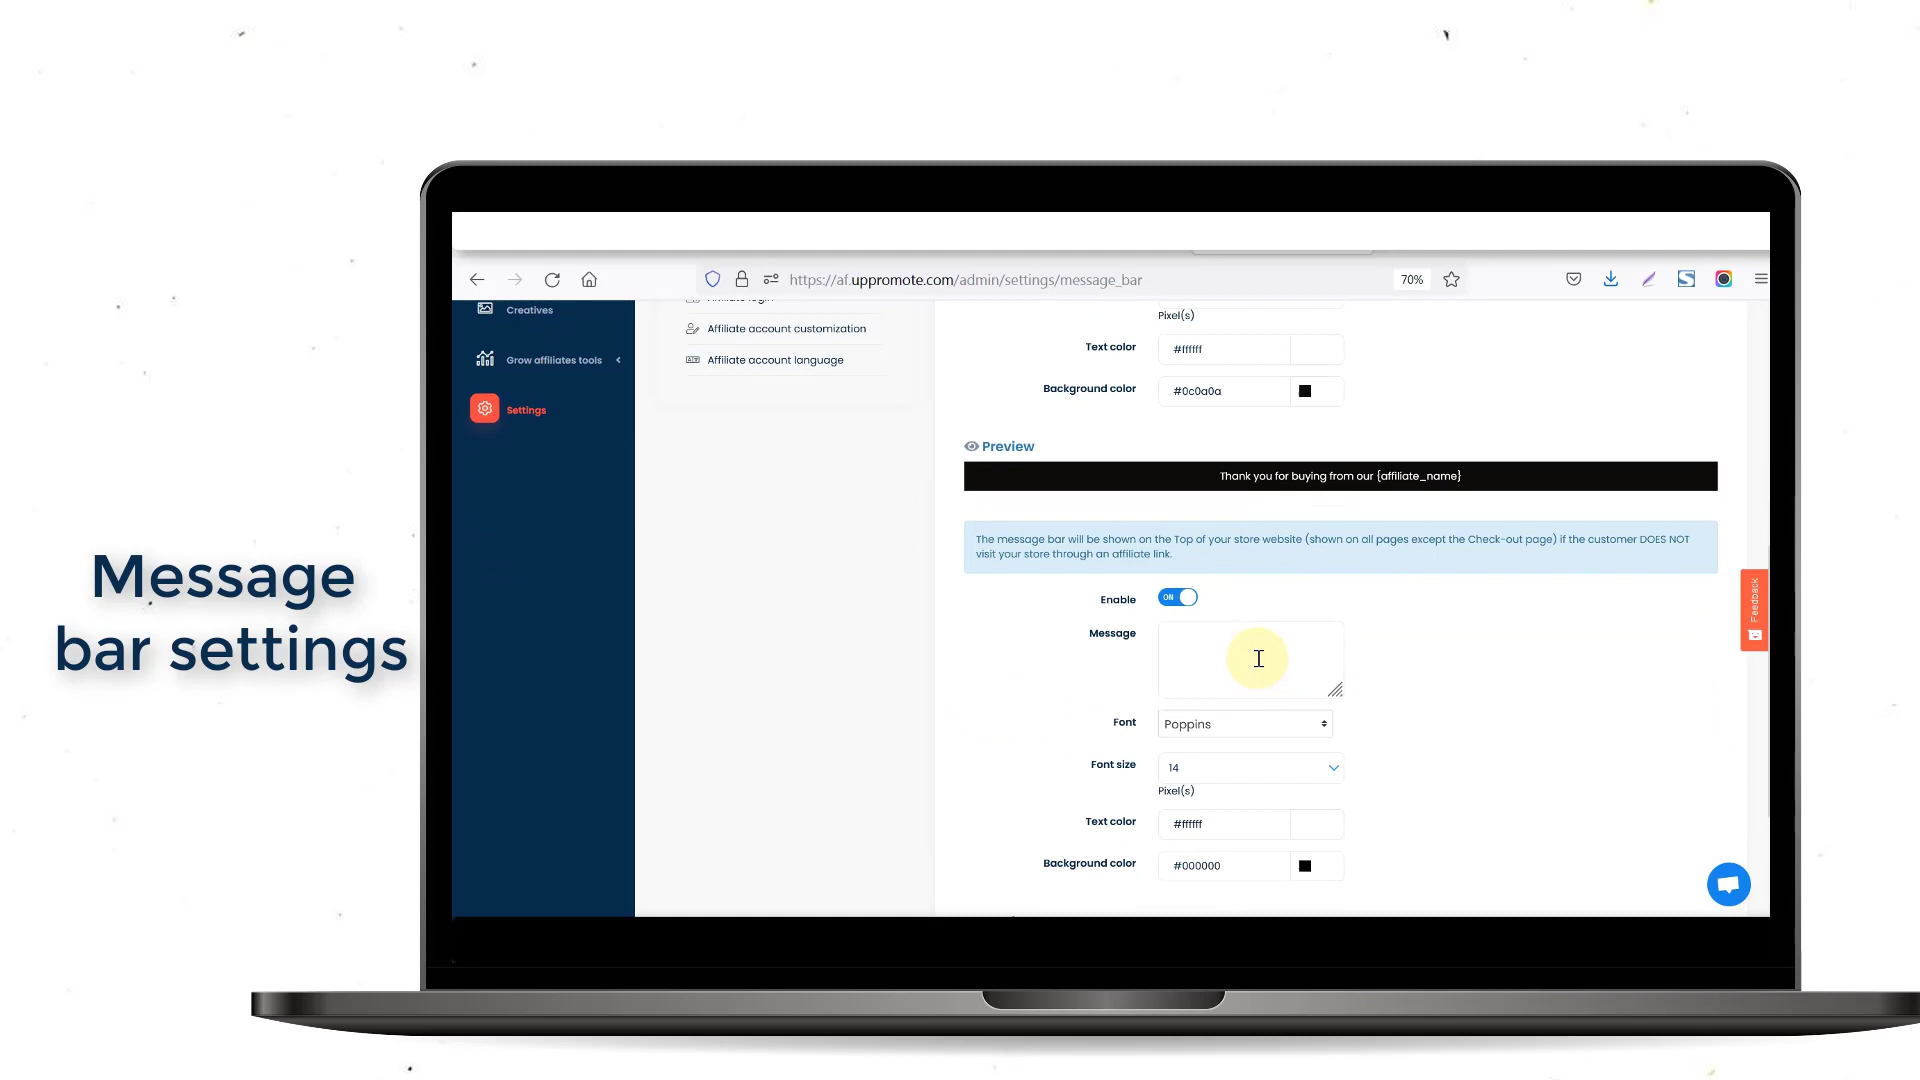 Message
bar settings
https://af.uppromote.com/admin/settings/message_bar
70%
Creatives
Grow affiliates tools
Settings
Affiliate login
Affiliate account customization
Affiliate account language
Pixel(s)
Text color
#ffffff
Background color
#0c0a0a
Preview
Thank you for buying from our {affiliate_name}
The message bar will be shown on the Top of your store website (shown on all pages except the Check-out page) if the customer DOES NOT
visit your store through an affiliate link.
Enable
ON
Message
Font
Poppins
Font size
14
Pixel(s)
Text color
#ffffff
Background color
#000000
Feedback